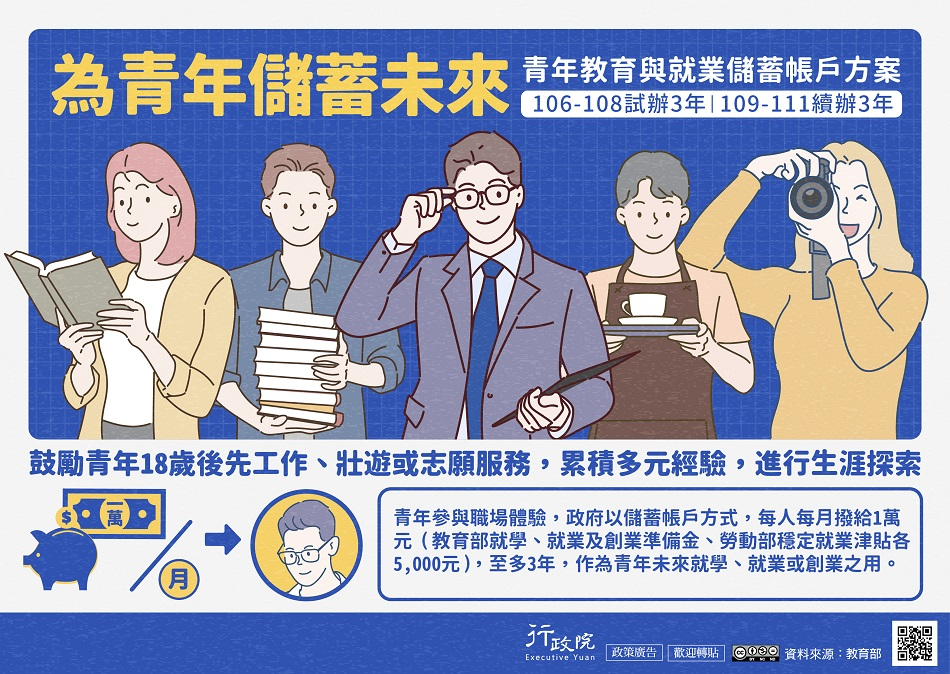 為青年儲蓄未來
青年教育與就業儲蓄帳戶方案
106-108試辦3年|109-111續辦3年
鼓勵青年18歲後先工作、壯遊或志願服務，累積多元經驗，進行生涯探索
$
一萬
月
青年參與職場體驗，政府以儲蓄帳戶方式，每人每月撥給1萬
元（教育部就學、就業及創業準備金、勞動部穩定就業津貼各
5,000元），至多3年，作為青年未來就學、就業或創業之用。
行政院
Executive Yuan
政策廣告
歡迎轉貼
cc
BY NC ND
資料來源：教育部